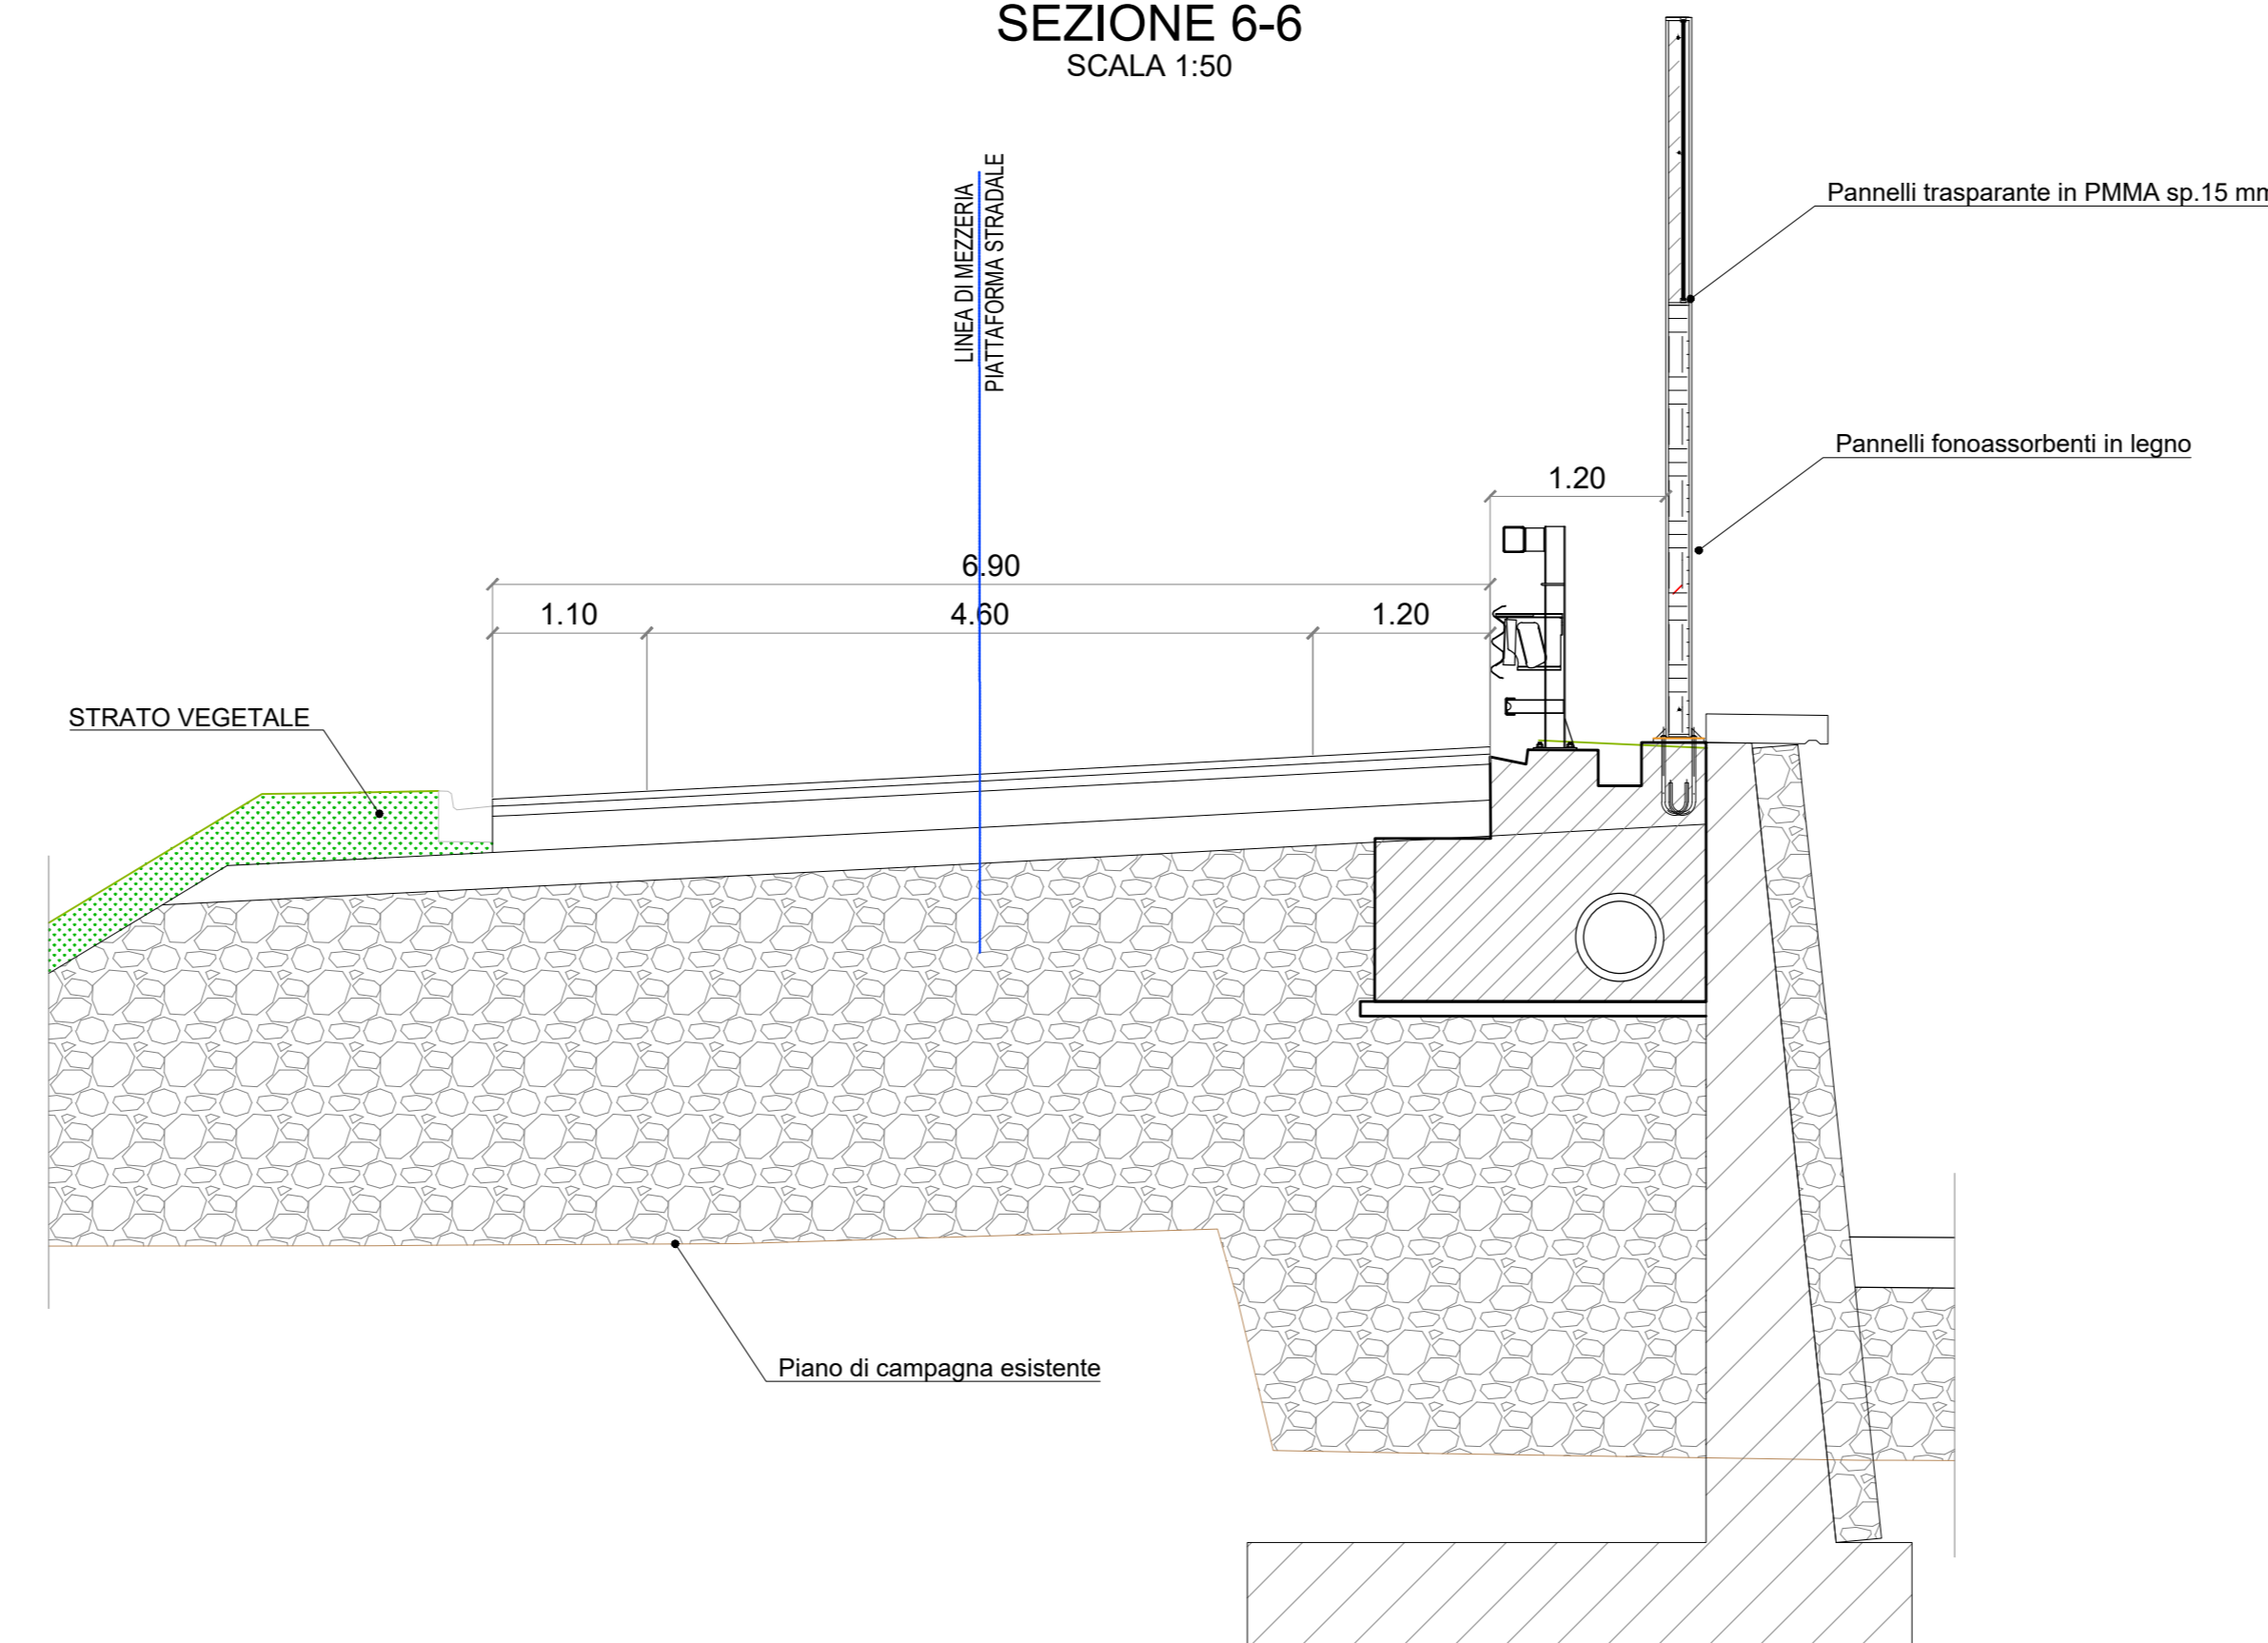 SEZIONE 6-6
SCALA 1:50
LINEA DI MEZZERIA
PIATTAFORMA STRADALE
Pannelli trasparante in PMMA sp.15 mm
Pannelli fonoassorbenti in legno
1.20
6.90
1.10
4.60
1.20
STRATO VEGETALE
Piano di campagna esistente